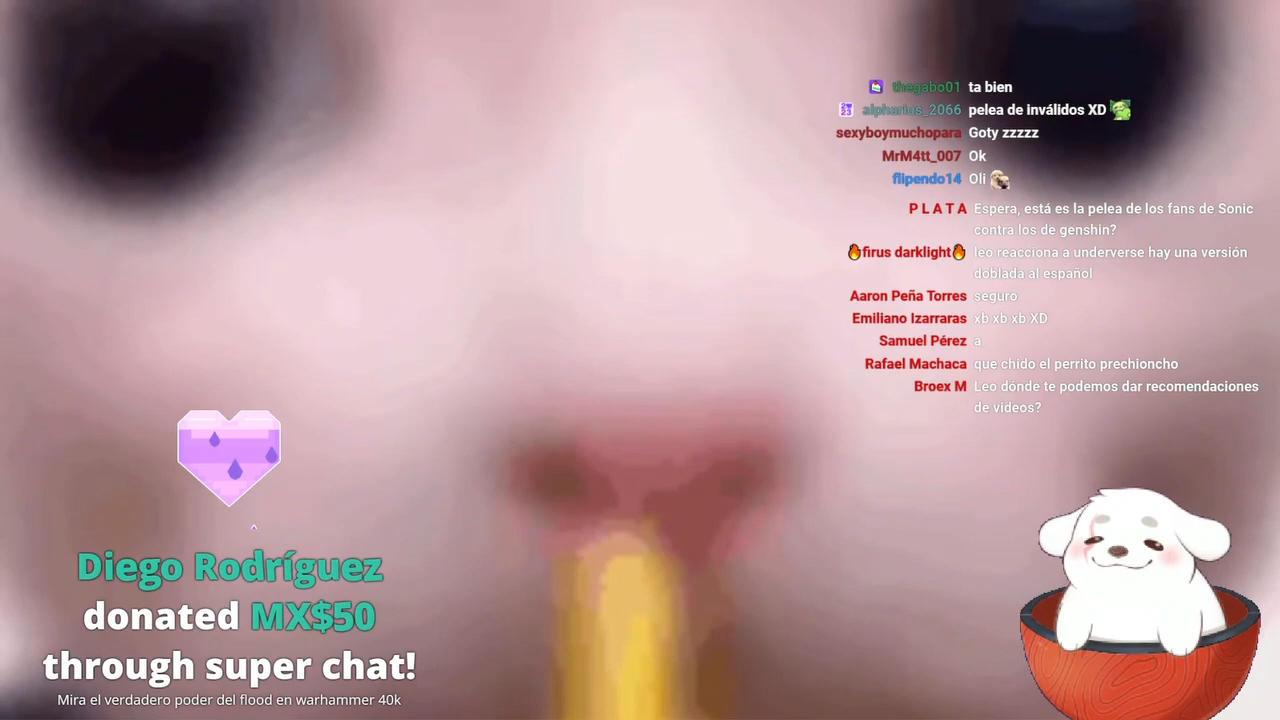 thegabo01 ta bien
alpharius_2066 pelea de inválidos XD
sexyboymuchopara Goty zzzzz
MrM4tt_007 Ok
flipendo14 Oli
P L A T A Espera, está es la pelea de los fans de Sonic
contra los de genshin?
🔥firus darklight🔥 leo reacciona a underverse hay una versión
doblada al español
Aaron Peña Torres seguro
Emiliano Izarraras xb xb xb XD
Samuel Pérez a
Rafael Machaca que chido el perrito prechioncho
Broex M Leo dónde te podemos dar recomendaciones
de videos?
Diego Rodríguez
donated MX$50
through super chat!
Mira el verdadero poder del flood en warhammer 40k